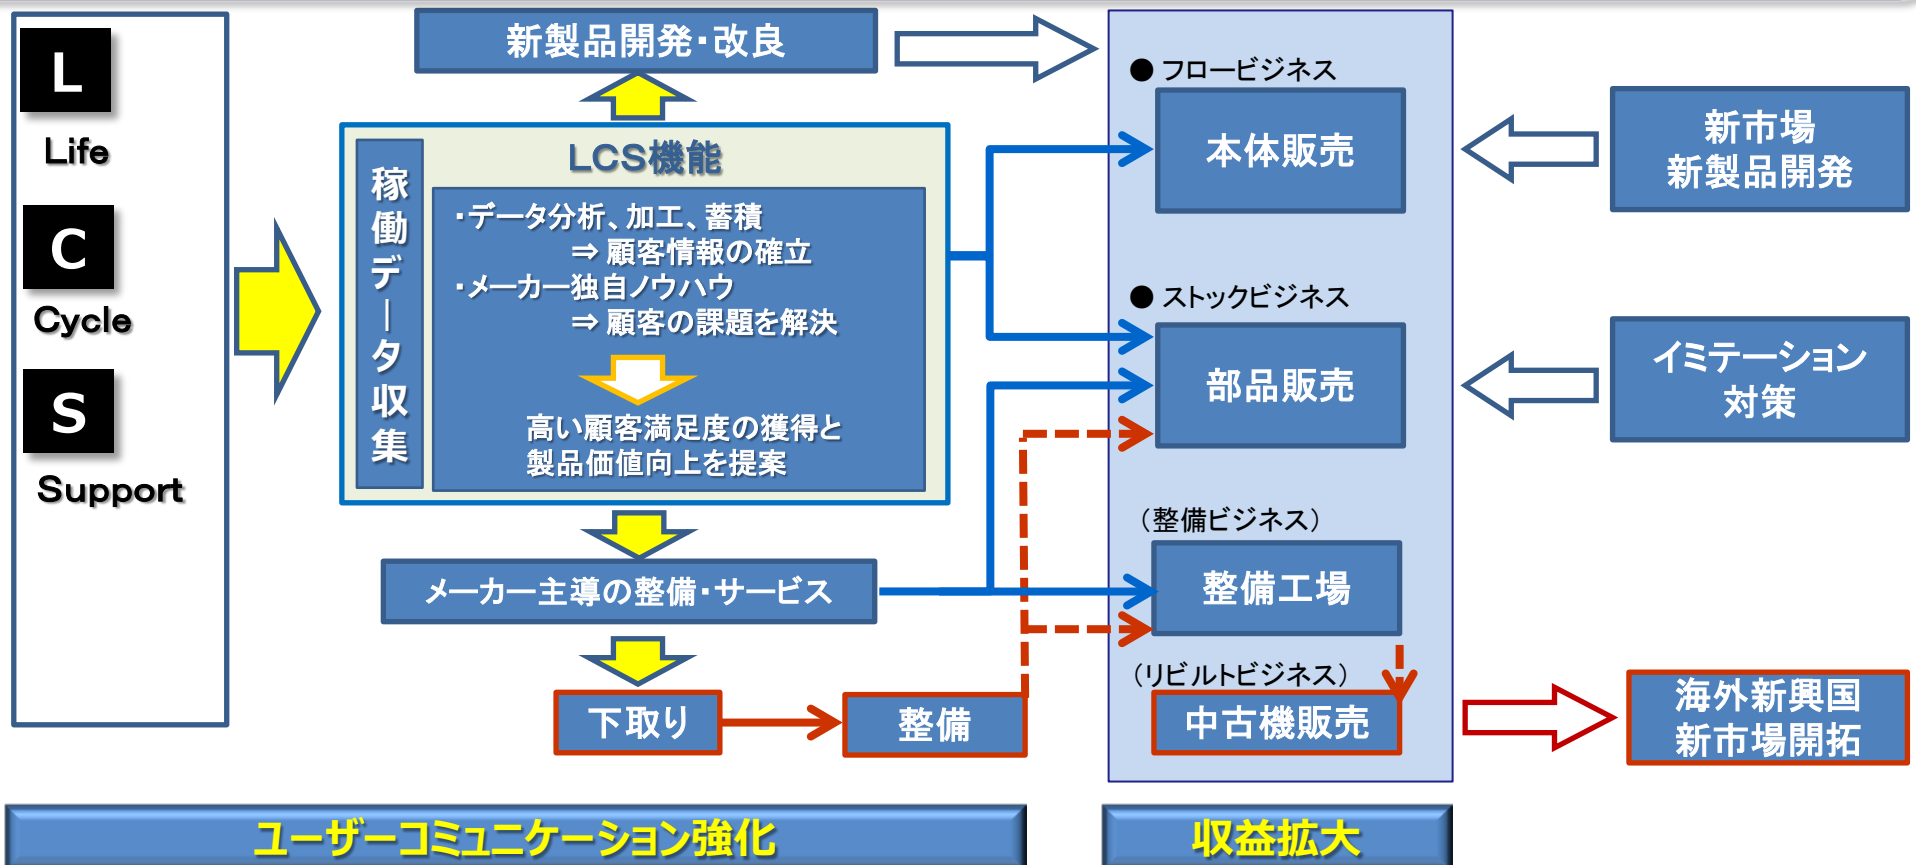 L
Life
C
Cycle
S
Support
新製品開発・改良
LCS機能
稼働データ収集
・データ分析、加工、蓄積
⇒ 顧客情報の確立
・メーカー独自ノウハウ
⇒ 顧客の課題を解決
高い顧客満足度の獲得と
製品価値向上を提案
メーカー主導の整備・サービス
下取り
整備
● フロービジネス
本体販売
● ストックビジネス
部品販売
（整備ビジネス）
整備工場
（リビルトビジネス）
中古機販売
新市場
新製品開発
イミテーション
対策
海外新興国
新市場開拓
ユーザーコミュニケーション強化
収益拡大